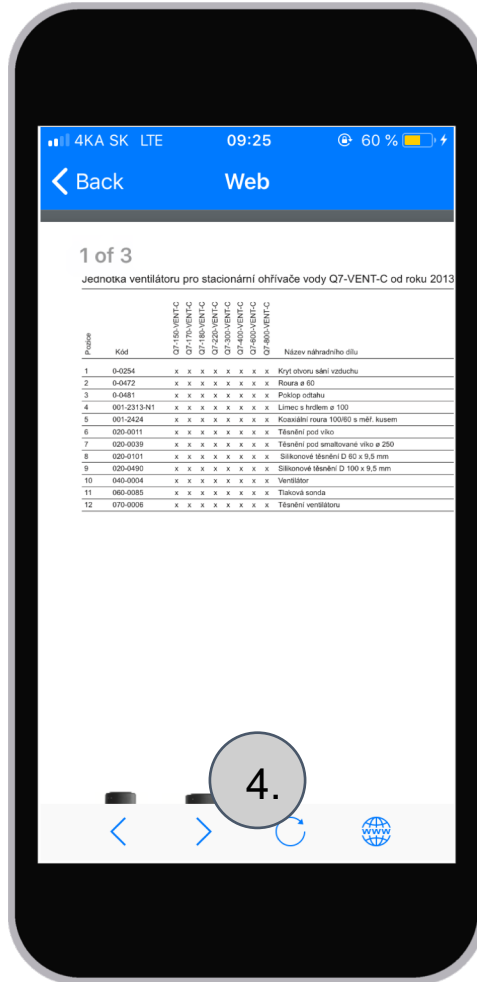 4KA SK LTE 09:25 60 %
Back Web
1 of 3
Jednotka ventilátoru pro stacionární ohřívače vody Q7-VENT-C od roku 2013
Pozice Kód Q7-150-VENT-C Q7-170-VENT-C Q7-180-VENT-C Q7-220-VENT-C Q7-300-VENT-C Q7-400-VENT-C Q7-600-VENT-C Q7-800-VENT-C Název náhradního dílu
1 0-0254 x x x x x x x x Kryt otvoru sání vzduchu
2 0-0472 x x x x x x x x Roura ø 60
3 0-0481 x x x x x x x x Poklop odtahu
4 001-2313-N1 x x x x x x x x Límec s hrdlem ø 100
5 001-2424 x x x x x x x x Koaxiální roura 100/60 s měř. kusem
6 020-0011 x x x x x x x x Těsnění pod víko
7 020-0039 x x x x x x x x Těsnění pod smaltované víko ø 250
8 020-0101 x x x x x x x x Silikonové těsnění D 60 x 9,5 mm
9 020-0490 x x x x x x x x Silikonové těsnění D 100 x 9,5 mm
10 040-0004 x x x x x x x x Ventilátor
11 060-0085 x x x x x x x x Tlaková sonda
12 070-0006 x x x x x x x x Těsnění ventilátoru
4.
www